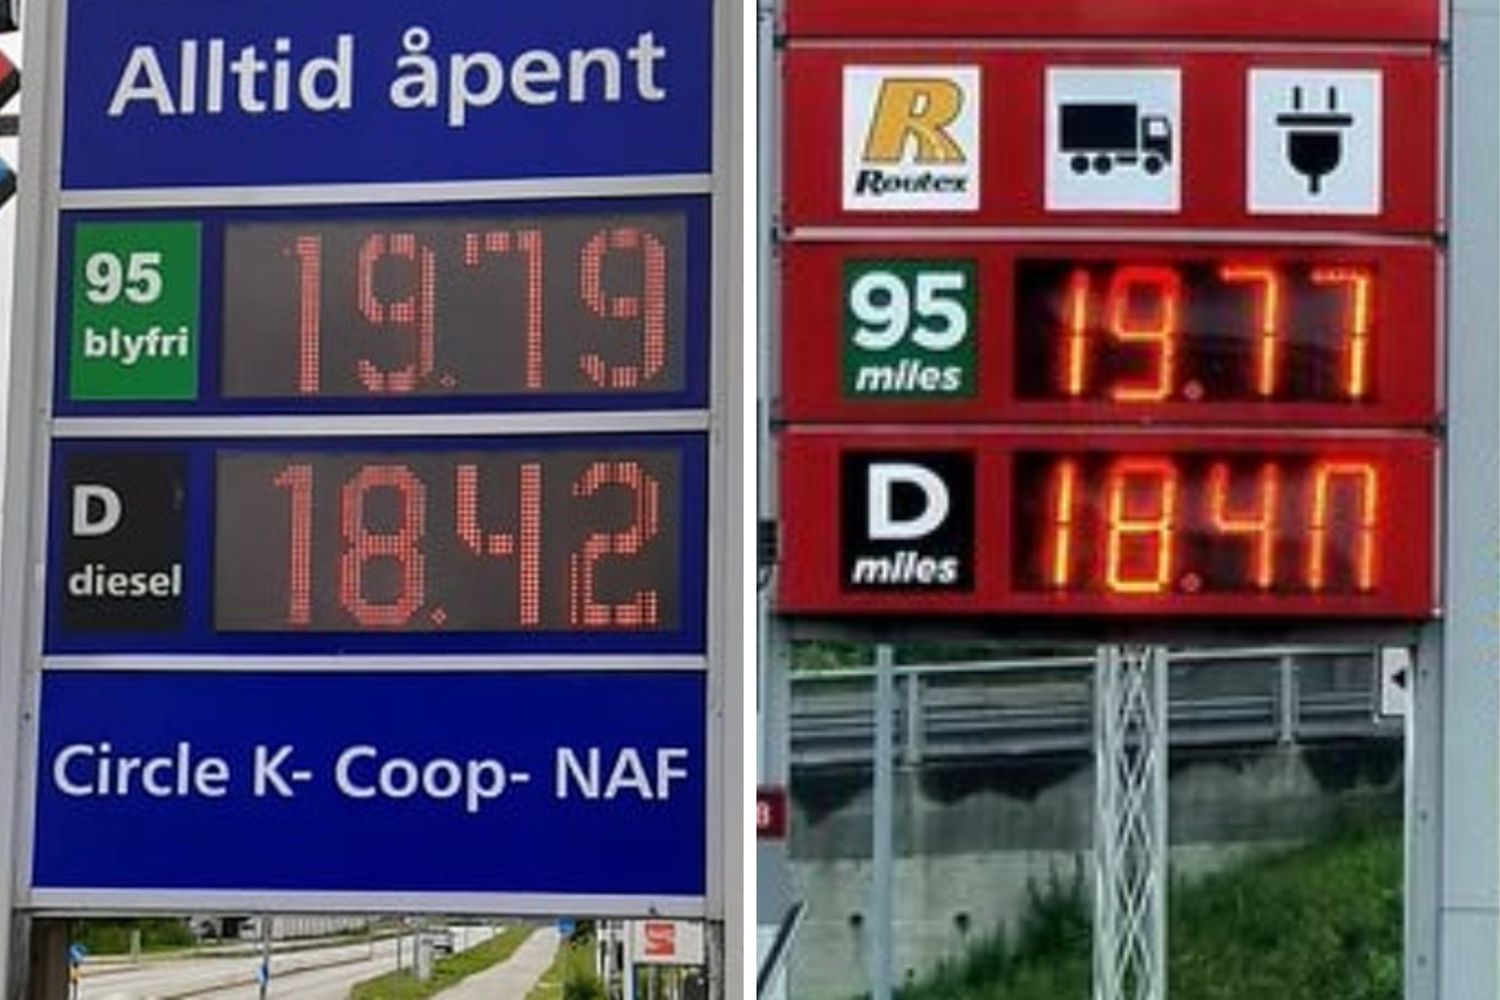 Alltid åpent
95 19.79
blyfri
D 18.42
diesel
Circle K- Coop- NAF
R
Routex
95 19.77
miles
D 18.40
miles